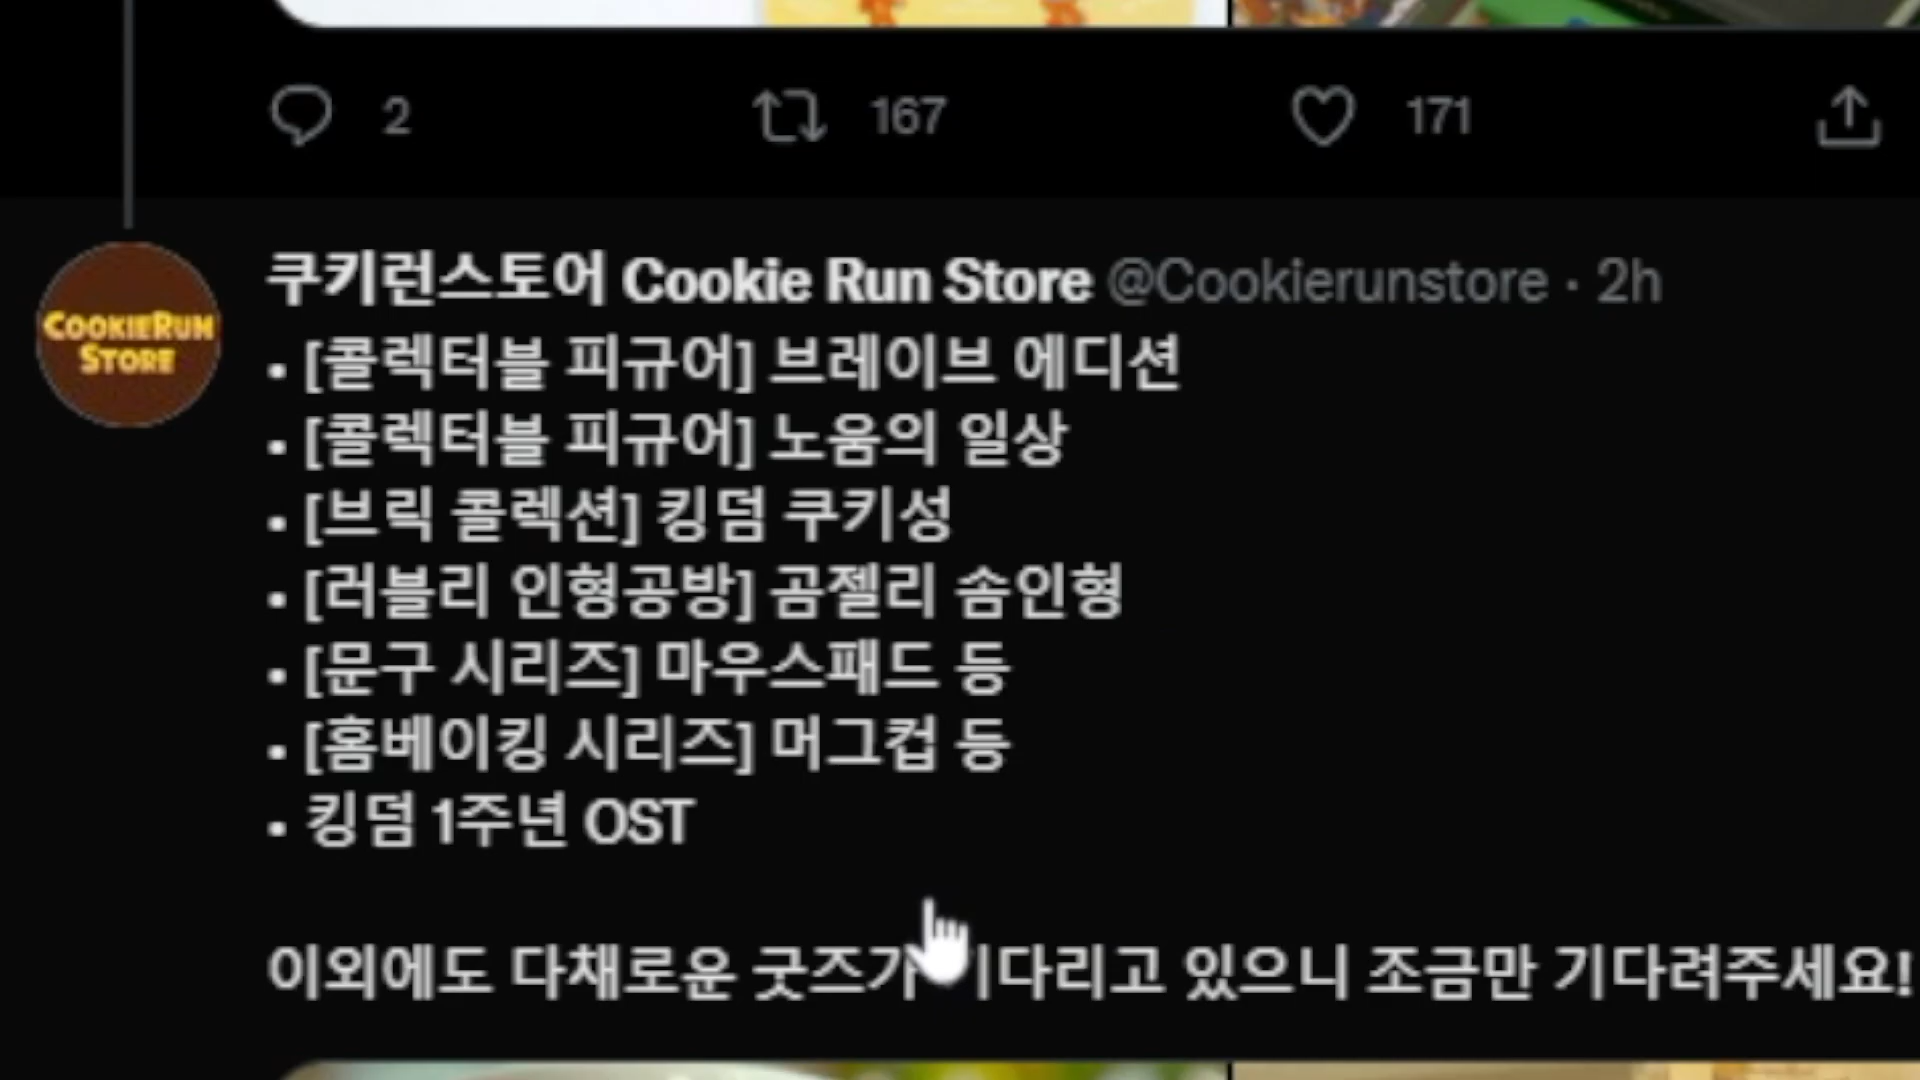 2 167 171
쿠키런스토어 Cookie Run Store @Cookierunstore · 2h
COOKIERUN
STORE
▪ [콜렉터블 피규어] 브레이브 에디션
▪ [콜렉터블 피규어] 노움의 일상
▪ [브릭 콜렉션] 킹덤 쿠키성
▪ [러블리 인형공방] 곰젤리 솜인형
▪ [문구 시리즈] 마우스패드 등
▪ [홈베이킹 시리즈] 머그컵 등
▪ 킹덤 1주년 OST
이외에도 다채로운 굿즈가 기다리고 있으니 조금만 기다려주세요!